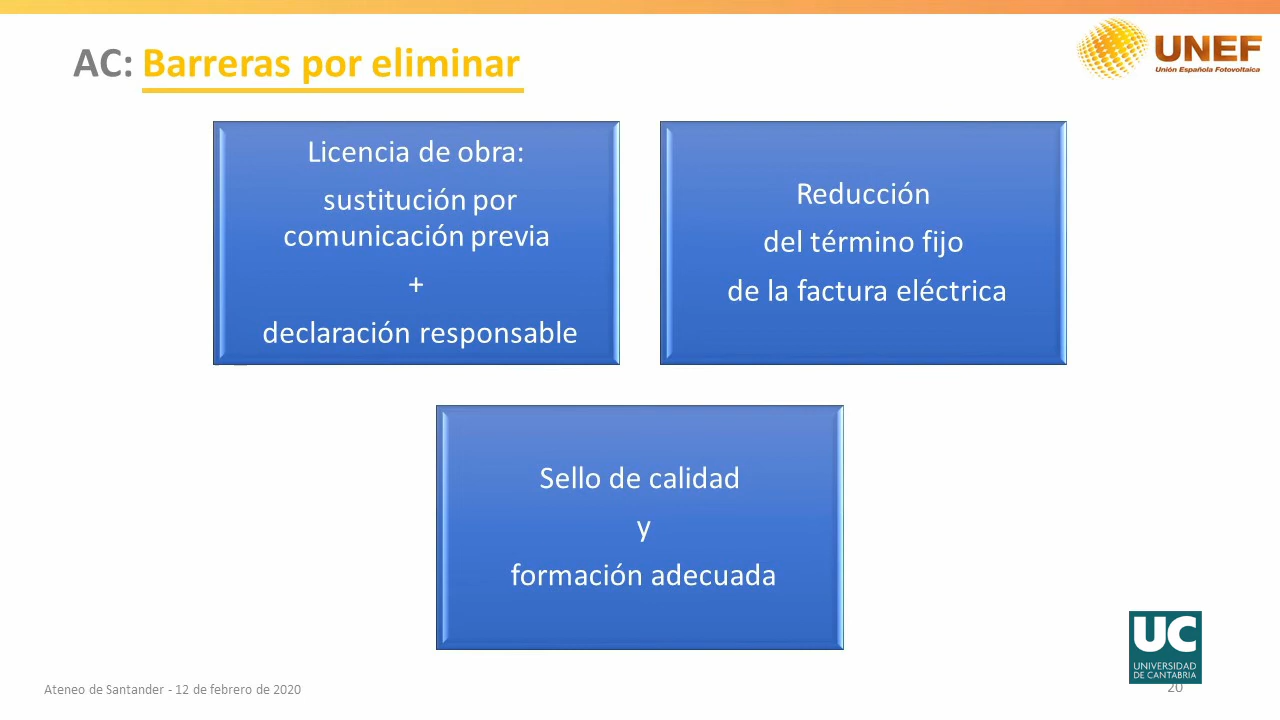 AC: Barreras por eliminar
UNEF
Unión Española Fotovoltaica
Licencia de obra:
sustitución por
comunicación previa
+
declaración responsable
Reducción
del término fijo
de la factura eléctrica
Sello de calidad
y
formación adecuada
UC
UNIVERSIDAD
DE CANTABRIA
Ateneo de Santander - 12 de febrero de 2020
20